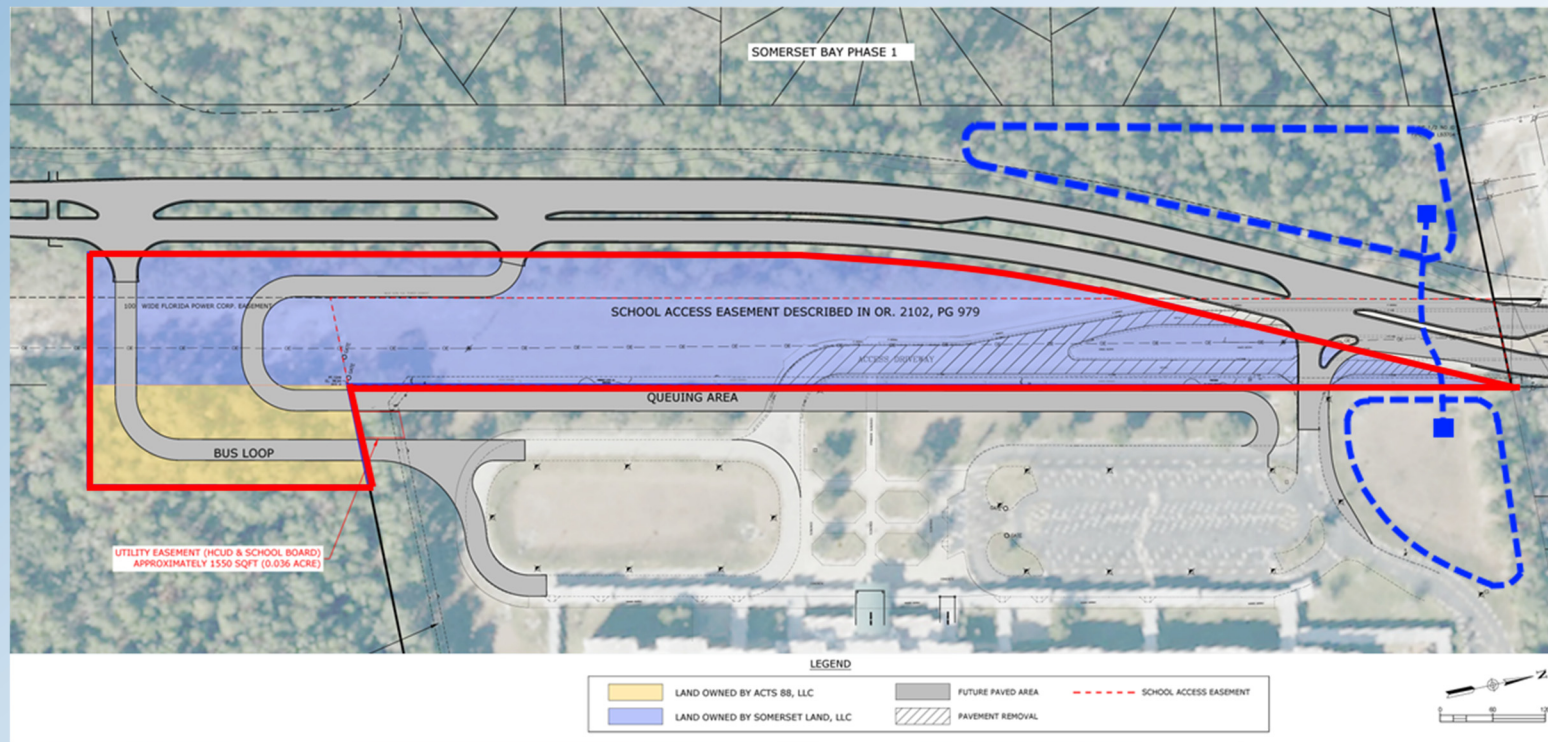 SOMERSET BAY PHASE 1
100' WIDE FLORIDA POWER CORP. EASEMENT
SCHOOL ACCESS EASEMENT DESCRIBED IN OR. 2102, PG 979
ACCESS DRIVEWAY
QUEUING AREA
BUS LOOP
UTILITY EASEMENT (HCUD & SCHOOL BOARD)
APPROXIMATELY 1550 SQFT (0.036 ACRE)
LEGEND
LAND OWNED BY ACTS 88, LLC
FUTURE PAVED AREA
SCHOOL ACCESS EASEMENT
LAND OWNED BY SOMERSET LAND, LLC
PAVEMENT REMOVAL
N
0 60